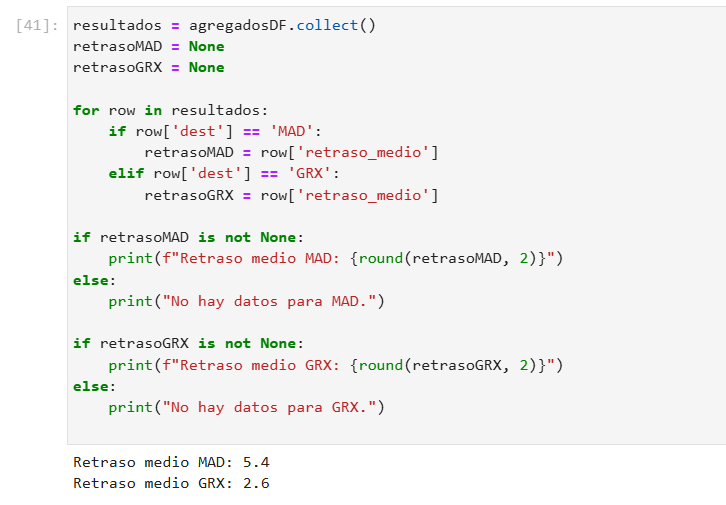 [41]: resultados = agregadosDF.collect()
retrasoMAD = None
retrasoGRX = None

for row in resultados:
    if row['dest'] == 'MAD':
        retrasoMAD = row['retraso_medio']
    elif row['dest'] == 'GRX':
        retrasoGRX = row['retraso_medio']

if retrasoMAD is not None:
    print(f"Retraso medio MAD: {round(retrasoMAD, 2)}")
else:
    print("No hay datos para MAD.")

if retrasoGRX is not None:
    print(f"Retraso medio GRX: {round(retrasoGRX, 2)}")
else:
    print("No hay datos para GRX.")

Retraso medio MAD: 5.4
Retraso medio GRX: 2.6